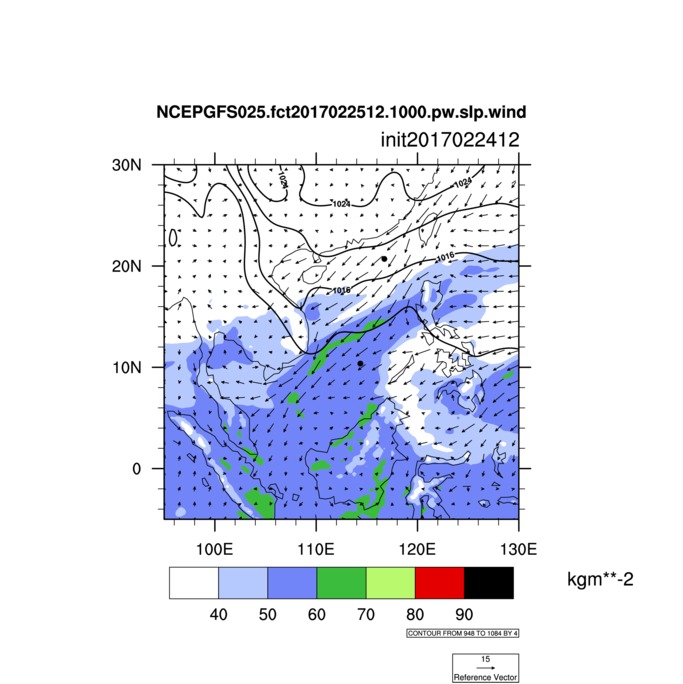 NCEPGFS025.fct2017022512.1000.pw.slp.wind
init2017022412
30N
1024
1024
1024
20N
1016
1016
10N
0
100E 110E 120E 130E
kgm**-2
40 50 60 70 80 90
CONTOUR FROM 948 TO 1084 BY 4
15
Reference Vector